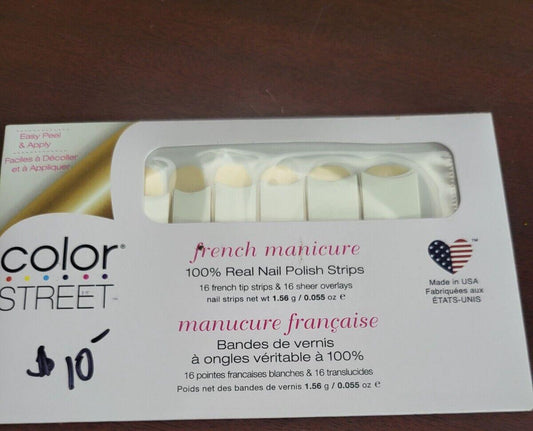 Easy Peel
& Apply
Faciles à Décoller
et à Appliquer
color®
STREET™
$10
french manicure
100% Real Nail Polish Strips
16 french tip strips & 16 sheer overlays
nail strips net wt 1.56 g / 0.055 oz ℮
manucure française
Bandes de vernis
à ongles véritable à 100%
16 pointes francaises blanches & 16 translucides
Poids net des bandes de vernis 1.56 g / 0.055 oz ℮
™
Made in USA
Fabriquées aux
ÉTATS-UNIS